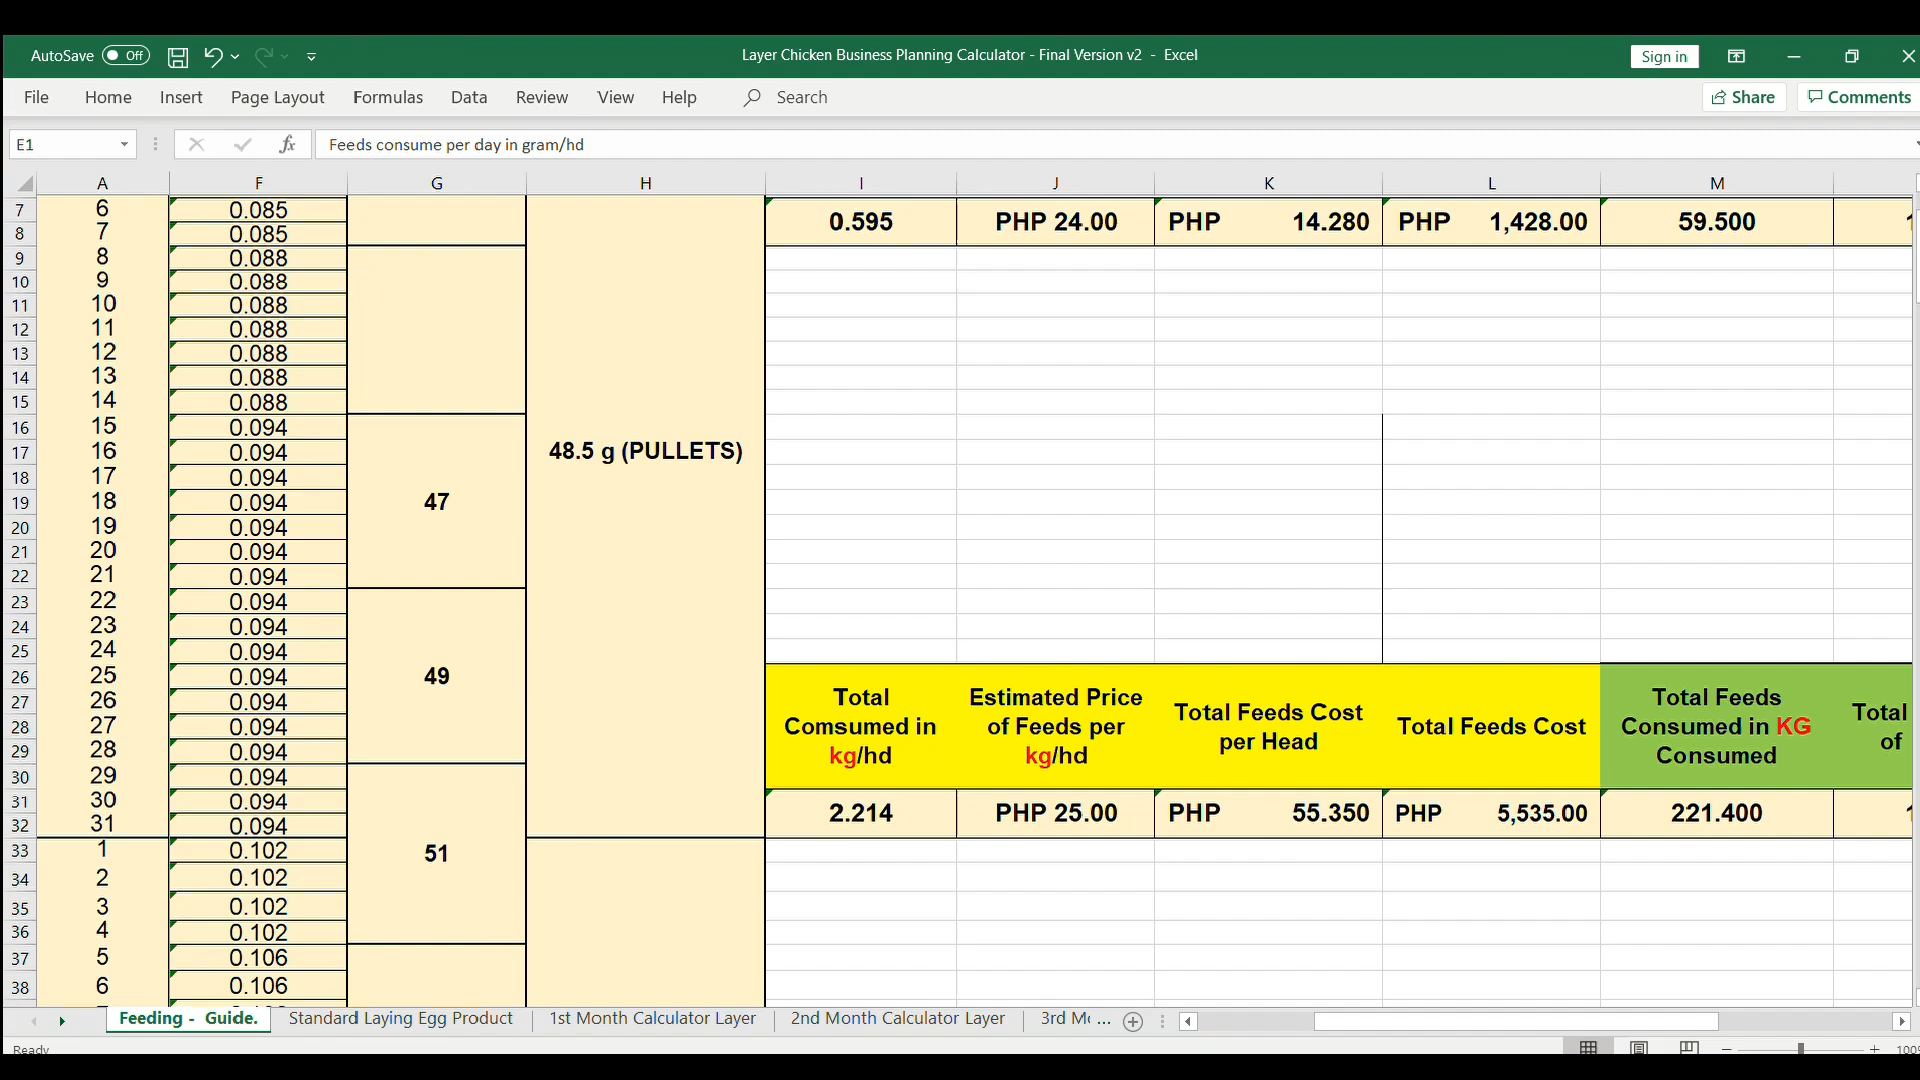 AutoSave Off Layer Chicken Business Planning Calculator - Final Version v2 - Excel Sign in
File Home Insert Page Layout Formulas Data Review View Help Search Share Comments
E1 fx Feeds consume per day in gram/hd
A F G H I J K L M
7 6 0.085
8 7 0.085
0.595 PHP 24.00 PHP 14.280 PHP 1,428.00 59.500
9 8 0.088
10 9 0.088
11 10 0.088
12 11 0.088
13 12 0.088
14 13 0.088
15 14 0.088
16 15 0.094
17 16 0.094 48.5 g (PULLETS)
18 17 0.094
19 18 0.094 47
20 19 0.094
21 20 0.094
22 21 0.094
23 22 0.094
24 23 0.094
25 24 0.094
26 25 0.094 49
27 26 0.094
28 27 0.094
29 28 0.094
Total Comsumed in kg/hd
Estimated Price of Feeds per kg/hd
Total Feeds Cost per Head
Total Feeds Cost
Total Feeds Consumed in KG Consumed
Total of
30 29 0.094
31 30 0.094
32 31 0.094
2.214 PHP 25.00 PHP 55.350 PHP 5,535.00 221.400
33 1 0.102 51
34 2 0.102
35 3 0.102
36 4 0.102
37 5 0.106
38 6 0.106
Feeding - Guide. Standard Laying Egg Product 1st Month Calculator Layer 2nd Month Calculator Layer 3rd Mo ...
Ready 100%